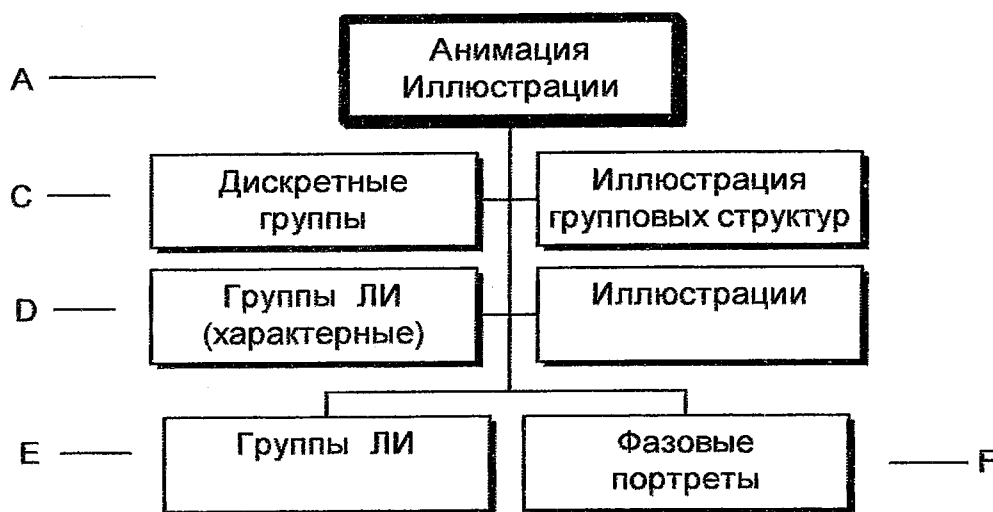 Анимация
Иллюстрации
A
C
Дискретные
группы
Иллюстрация
групповых структур
D
Группы ЛИ
(характерные)
Иллюстрации
E
Группы ЛИ
Фазовые
портреты
F